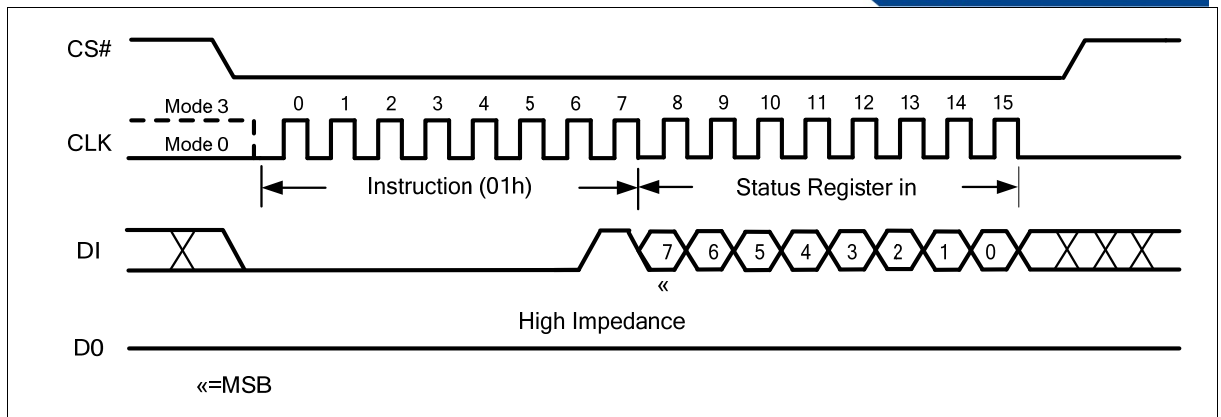 CS#
Mode 3
0 1 2 3 4 5 6 7 8 9 10 11 12 13 14 15
CLK
Mode 0
Instruction (01h)
Status Register in
DI
7 6 5 4 3 2 1 0
«
High Impedance
D0
«=MSB